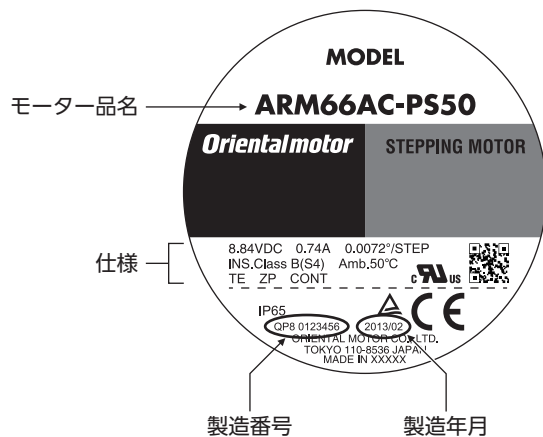 MODEL
モーター品名
ARM66AC-PS50
Orientalmotor
STEPPING MOTOR
仕様
8.84VDC 0.74A 0.0072°/STEP
INS.Class B(S4) Amb.50℃
TE ZP CONT
c RU US
IP65
CE
QP8 0123456
2013/02
ORIENTAL MOTOR CO.,LTD.
TOKYO 110-8536 JAPAN
MADE IN XXXXX
製造番号
製造年月